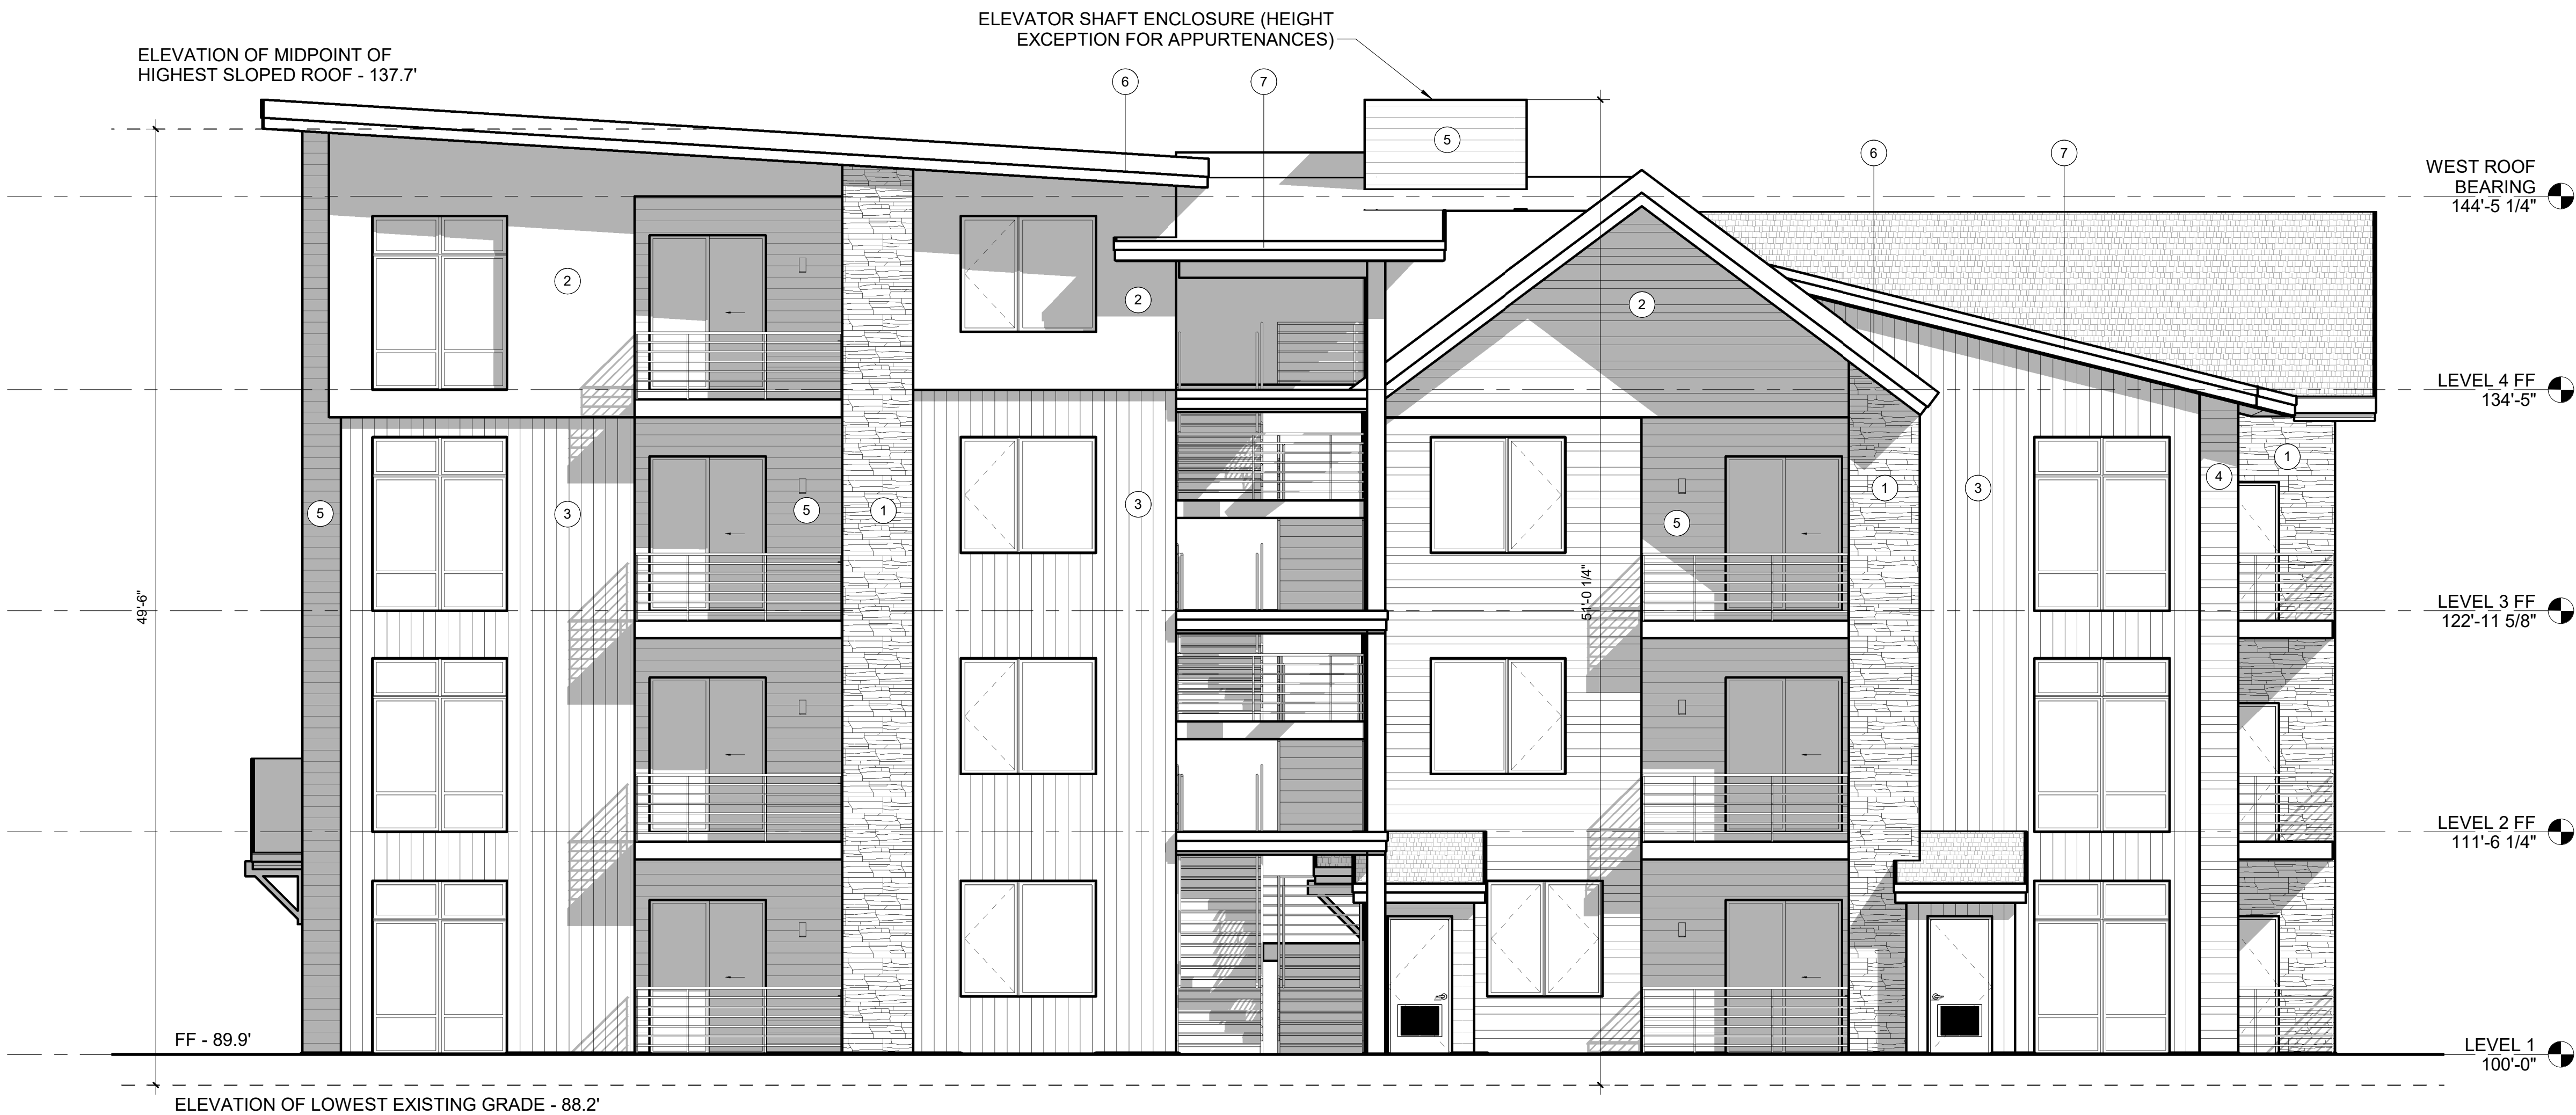 ELEVATOR SHAFT ENCLOSURE (HEIGHT
EXCEPTION FOR APPURTENANCES)
ELEVATION OF MIDPOINT OF
HIGHEST SLOPED ROOF - 137.7'
6
7
5
6
7
WEST ROOF
BEARING
144'-5 1/4"
2
2
2
LEVEL 4 FF
134'-5"
1
4
5
3
5
1
3
5
1
3
49'-6"
51'-0 1/4"
LEVEL 3 FF
122'-11 5/8"
LEVEL 2 FF
111'-6 1/4"
FF - 89.9'
LEVEL 1
100'-0"
ELEVATION OF LOWEST EXISTING GRADE - 88.2'